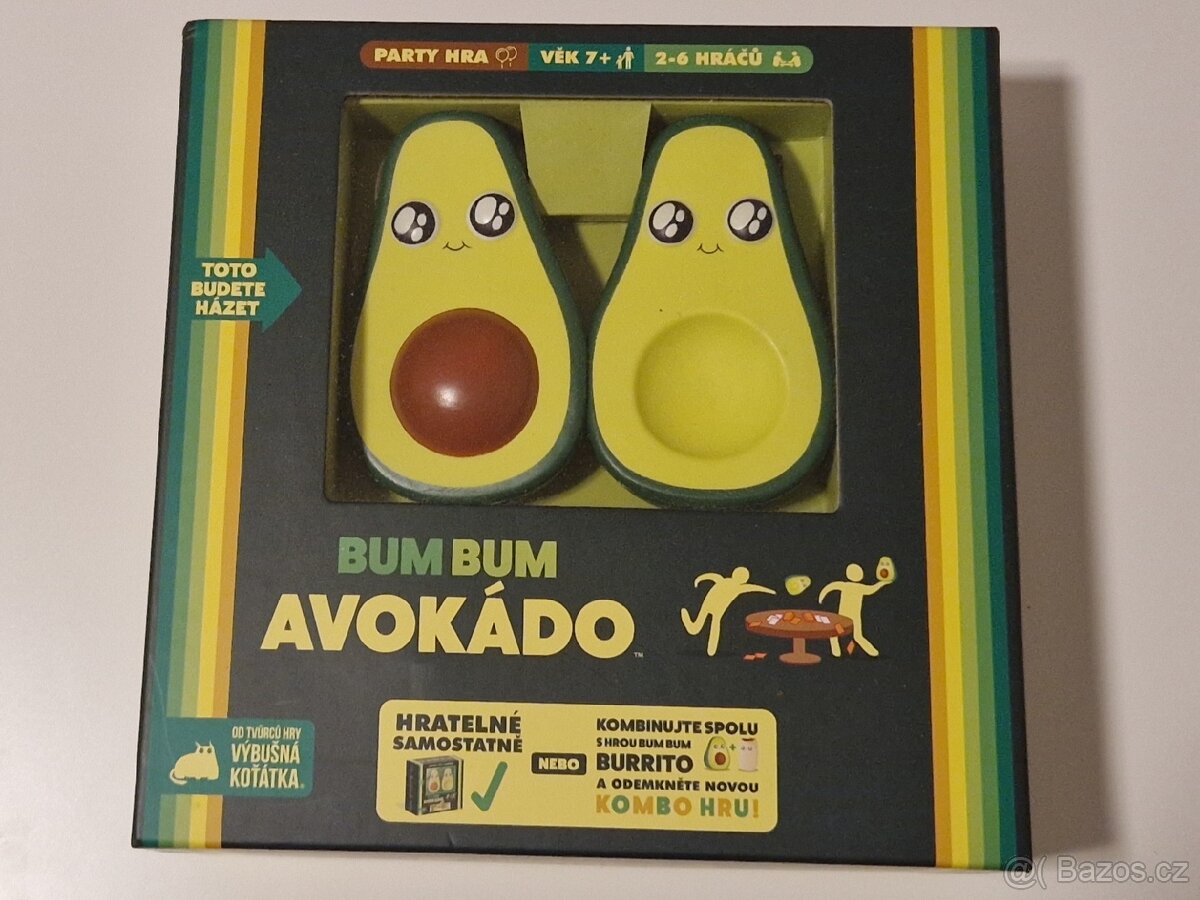 PARTY HRA VĚK 7+ 2-6 HRÁČŮ
TOTO
BUDETE
HÁZET
BUM BUM
AVOKÁDO™
OD TVŮRCŮ HRY
VÝBUŠNÁ
KOŤÁTKA®
HRATELNÉ
SAMOSTATNĚ
NEBO
KOMBINUJTE SPOLU
S HROU BUM BUM
BURRITO
A ODEMKNĚTE NOVOU
KOMBO HRU!
@( Bazos.cz